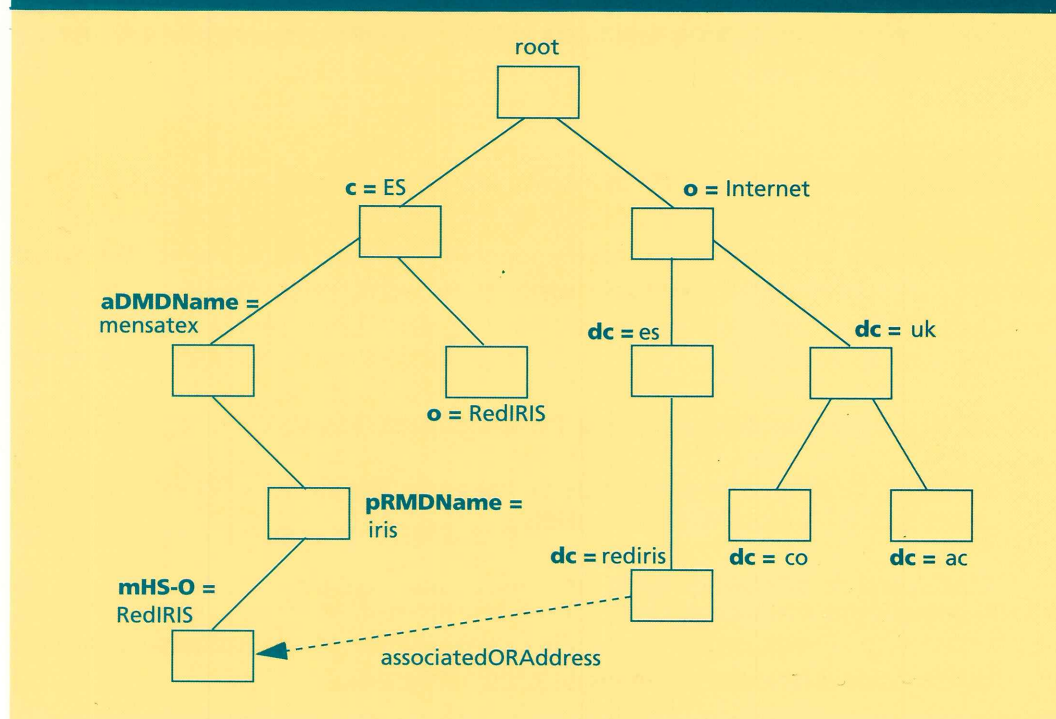 root
c = ES
o = Internet
aDMDName =
mensatex
dc = es
dc = uk
o = RedIRIS
pRMDName =
iris
dc = rediris
dc = co
dc = ac
mHS-O =
RedIRIS
associatedORAddress